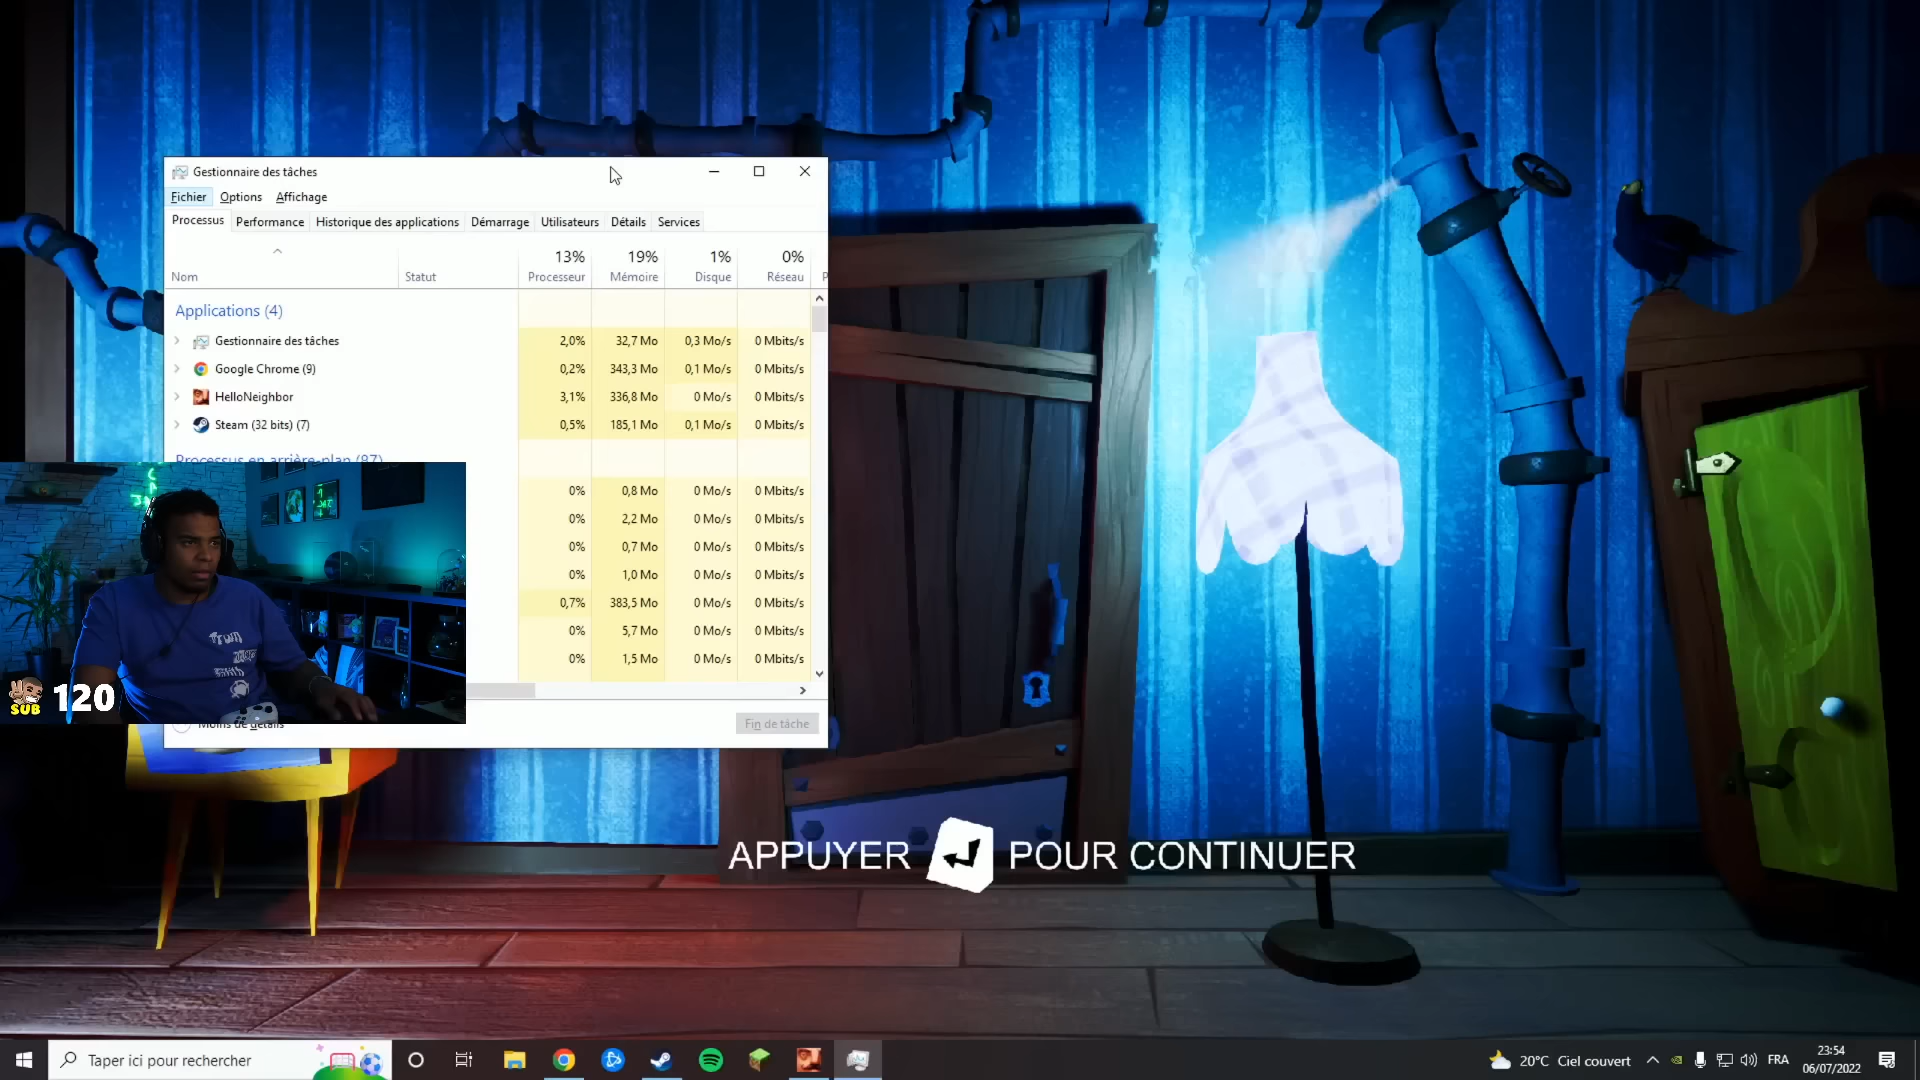 Gestionnaire des tâches
Fichier Options Affichage
Processus Performance Historique des applications Démarrage Utilisateurs Détails Services
13% 19% 1% 0%
Nom Statut Processeur Mémoire Disque Réseau P
Applications (4)
Gestionnaire des tâches 2,0% 32,7 Mo 0,3 Mo/s 0 Mbits/s
Google Chrome (9) 0,2% 343,3 Mo 0,1 Mo/s 0 Mbits/s
HelloNeighbor 3,1% 336,8 Mo 0 Mo/s 0 Mbits/s
Steam (32 bits) (7) 0,5% 185,1 Mo 0,1 Mo/s 0 Mbits/s
Processus en arrière-plan (87)
0% 0,8 Mo 0 Mo/s 0 Mbits/s
0% 2,2 Mo 0 Mo/s 0 Mbits/s
0% 0,7 Mo 0 Mo/s 0 Mbits/s
0% 1,0 Mo 0 Mo/s 0 Mbits/s
0,7% 383,5 Mo 0 Mo/s 0 Mbits/s
0% 5,7 Mo 0 Mo/s 0 Mbits/s
0% 1,5 Mo 0 Mo/s 0 Mbits/s
SUB 120
Moins de détails Fin de tâche
APPUYER POUR CONTINUER
Taper ici pour rechercher
20°C Ciel couvert FRA 23:54
06/07/2022